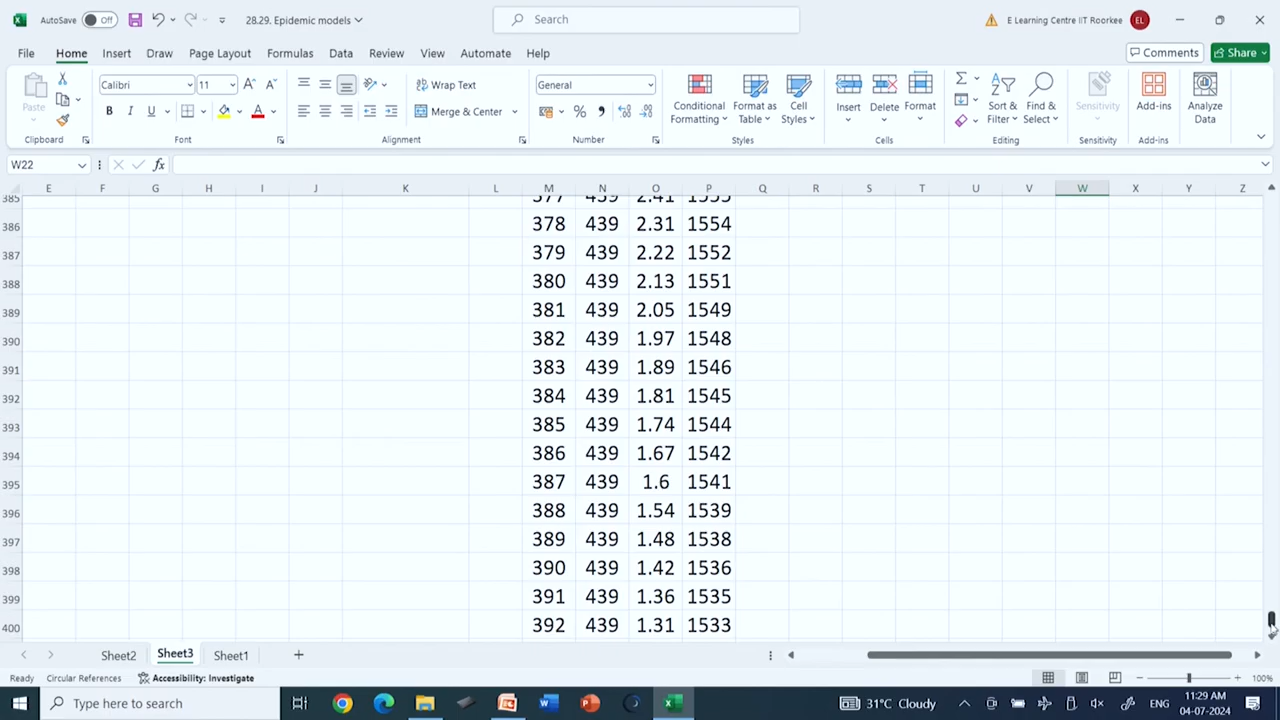 AutoSave Off 28.29. Epidemic models Search E Learning Centre IIT Roorkee EL
File Home Insert Draw Page Layout Formulas Data Review View Automate Help Comments Share
Paste Calibri 11 Wrap Text General Conditional Formatting Format as Table Cell Styles Insert Delete Format Sort & Filter Find & Select Sensitivity Add-ins Analyze Data
B I U Merge & Center
Clipboard Font Alignment Number Styles Cells Editing Sensitivity Add-ins
W22 fx
E F G H I J K L M N O P Q R S T U V W X Y Z
385 377 439 2.41 1555
386 378 439 2.31 1554
387 379 439 2.22 1552
388 380 439 2.13 1551
389 381 439 2.05 1549
390 382 439 1.97 1548
391 383 439 1.89 1546
392 384 439 1.81 1545
393 385 439 1.74 1544
394 386 439 1.67 1542
395 387 439 1.6 1541
396 388 439 1.54 1539
397 389 439 1.48 1538
398 390 439 1.42 1536
399 391 439 1.36 1535
400 392 439 1.31 1533
Sheet2 Sheet3 Sheet1
Ready Circular References Accessibility: Investigate 100%
Type here to search 31°C Cloudy ENG 11:29 AM
04-07-2024